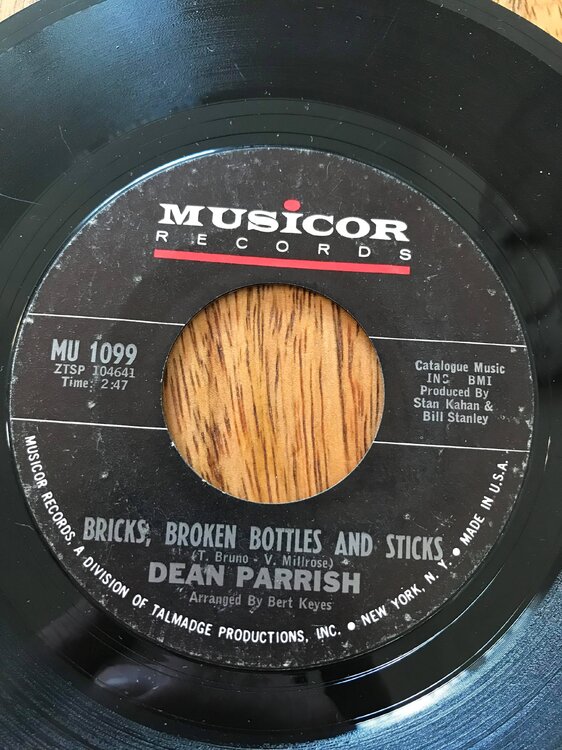 MUSICOR
RECORDS
MU 1099
ZTSP 104641
Time: 2:47
Catalogue Music
INC BMI
Produced By
Stan Kahan &
Bill Stanley
BRICKS, BROKEN BOTTLES AND STICKS
(T. Bruno - V. Millrose)
DEAN PARRISH
Arranged By Bert Keyes
MUSICOR RECORDS A DIVISION OF TALMADGE PRODUCTIONS, INC. • NEW YORK, N. Y. • MADE IN U.S.A.